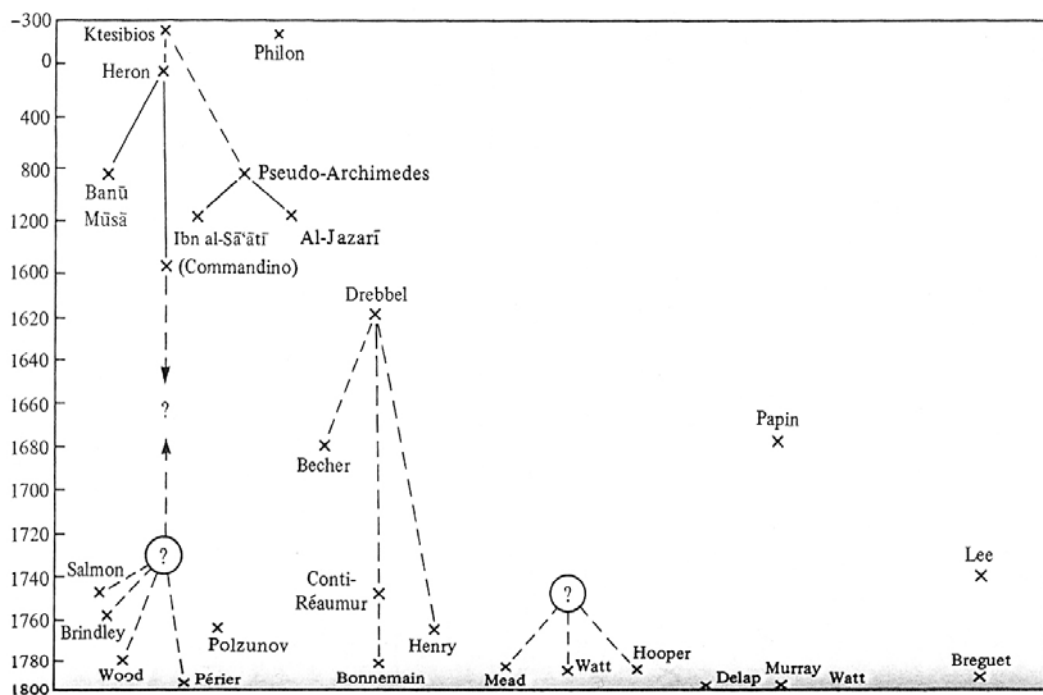 -300
Ktesibios
Philon
0
Heron
400
800
Pseudo-Archimedes
Banū
Mūsā
1200
Ibn al-Sāʻātī
Al-Jazarī
(Commandino)
1600
Drebbel
1620
1640
1660
?
Papin
1680
Becher
1700
1720
?
Lee
Salmon
1740
Conti-
Réaumur
?
1760
Brindley
Polzunov
Henry
Hooper
1780
Wood
Périer
Bonnemain
Mead
Watt
Delap
Murray
Watt
Breguet
1800